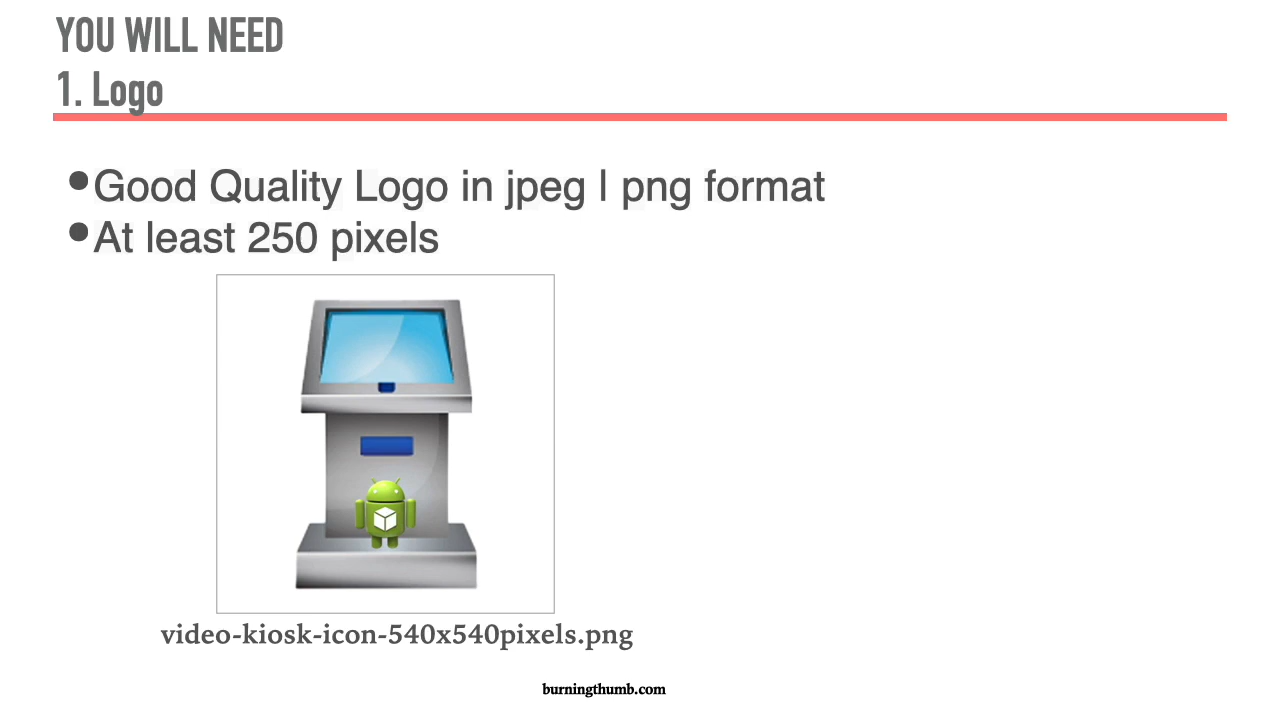 YOU WILL NEED
1. Logo
•Good Quality Logo in jpeg | png format
•At least 250 pixels
video-kiosk-icon-540x540pixels.png
burningthumb.com